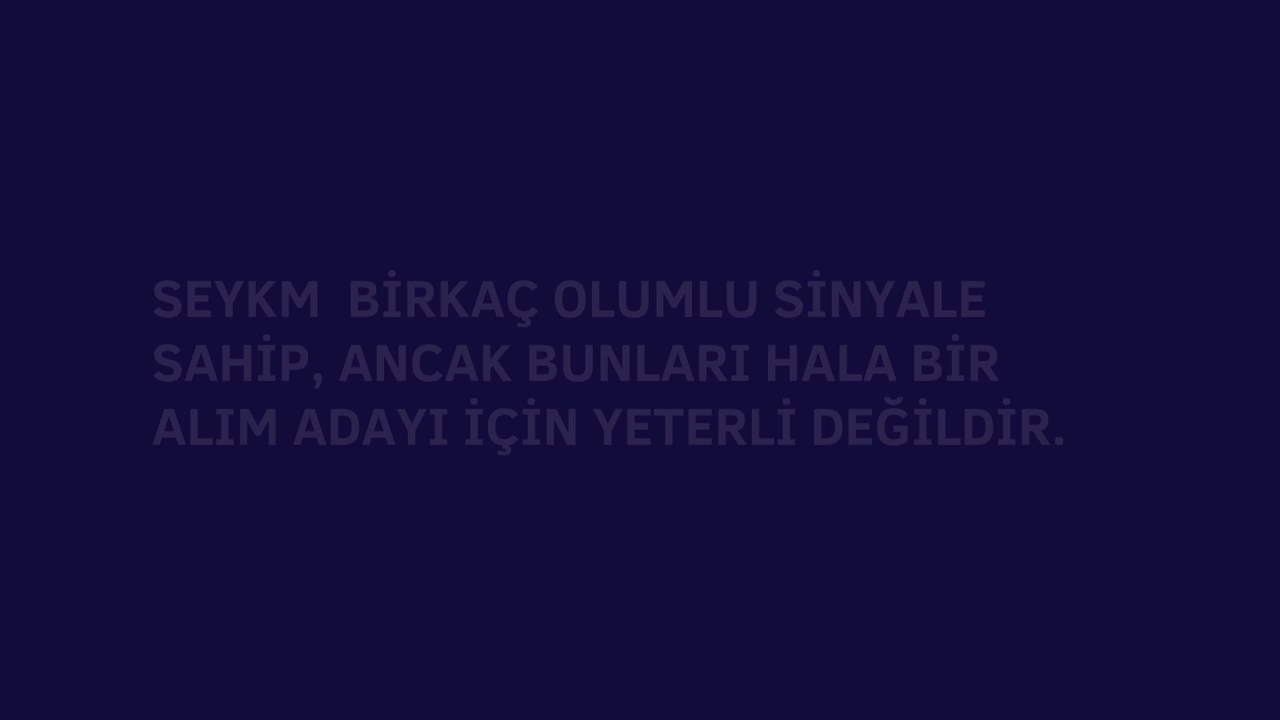 SEYKM BİRKAÇ OLUMLU SİNYALE
SAHİP, ANCAK BUNLARI HALA BİR
ALIM ADAYI İÇİN YETERLİ DEĞİLDİR.